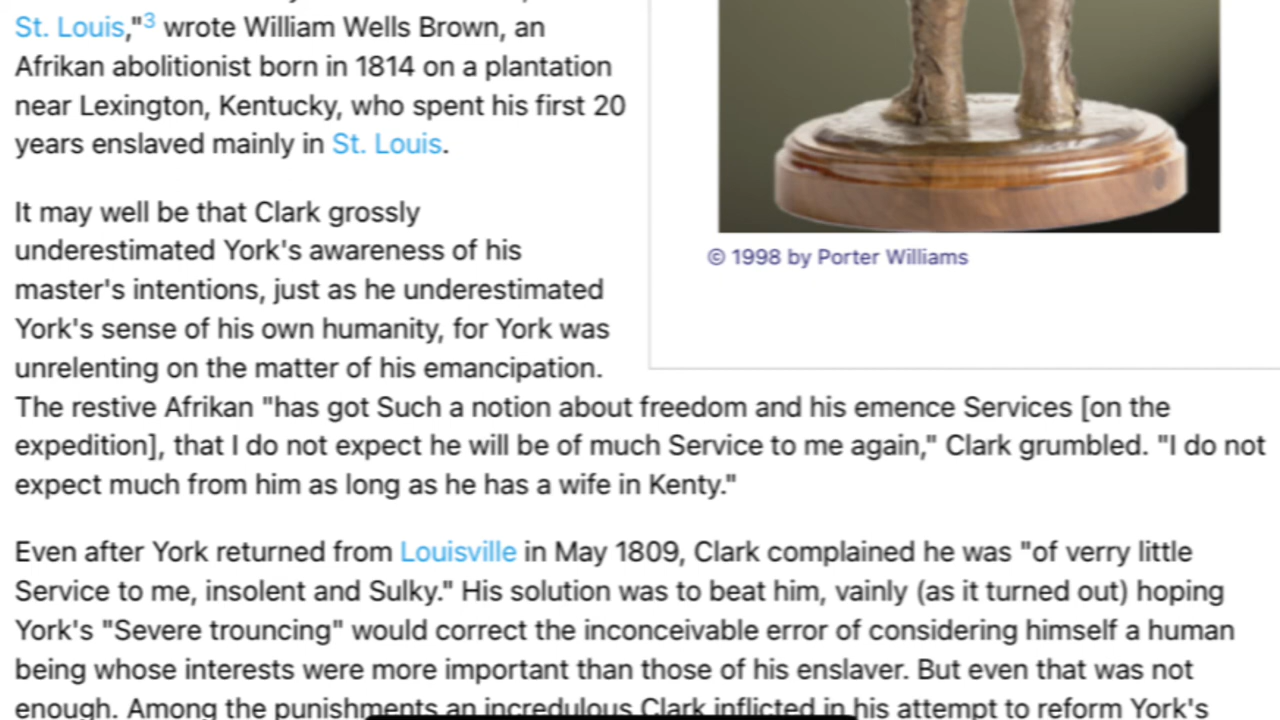 St. Louis,"3 wrote William Wells Brown, an
Afrikan abolitionist born in 1814 on a plantation
near Lexington, Kentucky, who spent his first 20
years enslaved mainly in St. Louis.
It may well be that Clark grossly
underestimated York's awareness of his
master's intentions, just as he underestimated
York's sense of his own humanity, for York was
unrelenting on the matter of his emancipation.
© 1998 by Porter Williams
The restive Afrikan "has got Such a notion about freedom and his emence Services [on the
expedition], that I do not expect he will be of much Service to me again," Clark grumbled. "I do not
expect much from him as long as he has a wife in Kenty."
Even after York returned from Louisville in May 1809, Clark complained he was "of verry little
Service to me, insolent and Sulky." His solution was to beat him, vainly (as it turned out) hoping
York's "Severe trouncing" would correct the inconceivable error of considering himself a human
being whose interests were more important than those of his enslaver. But even that was not
enough. Among the punishments an incredulous Clark inflicted in his attempt to reform York's